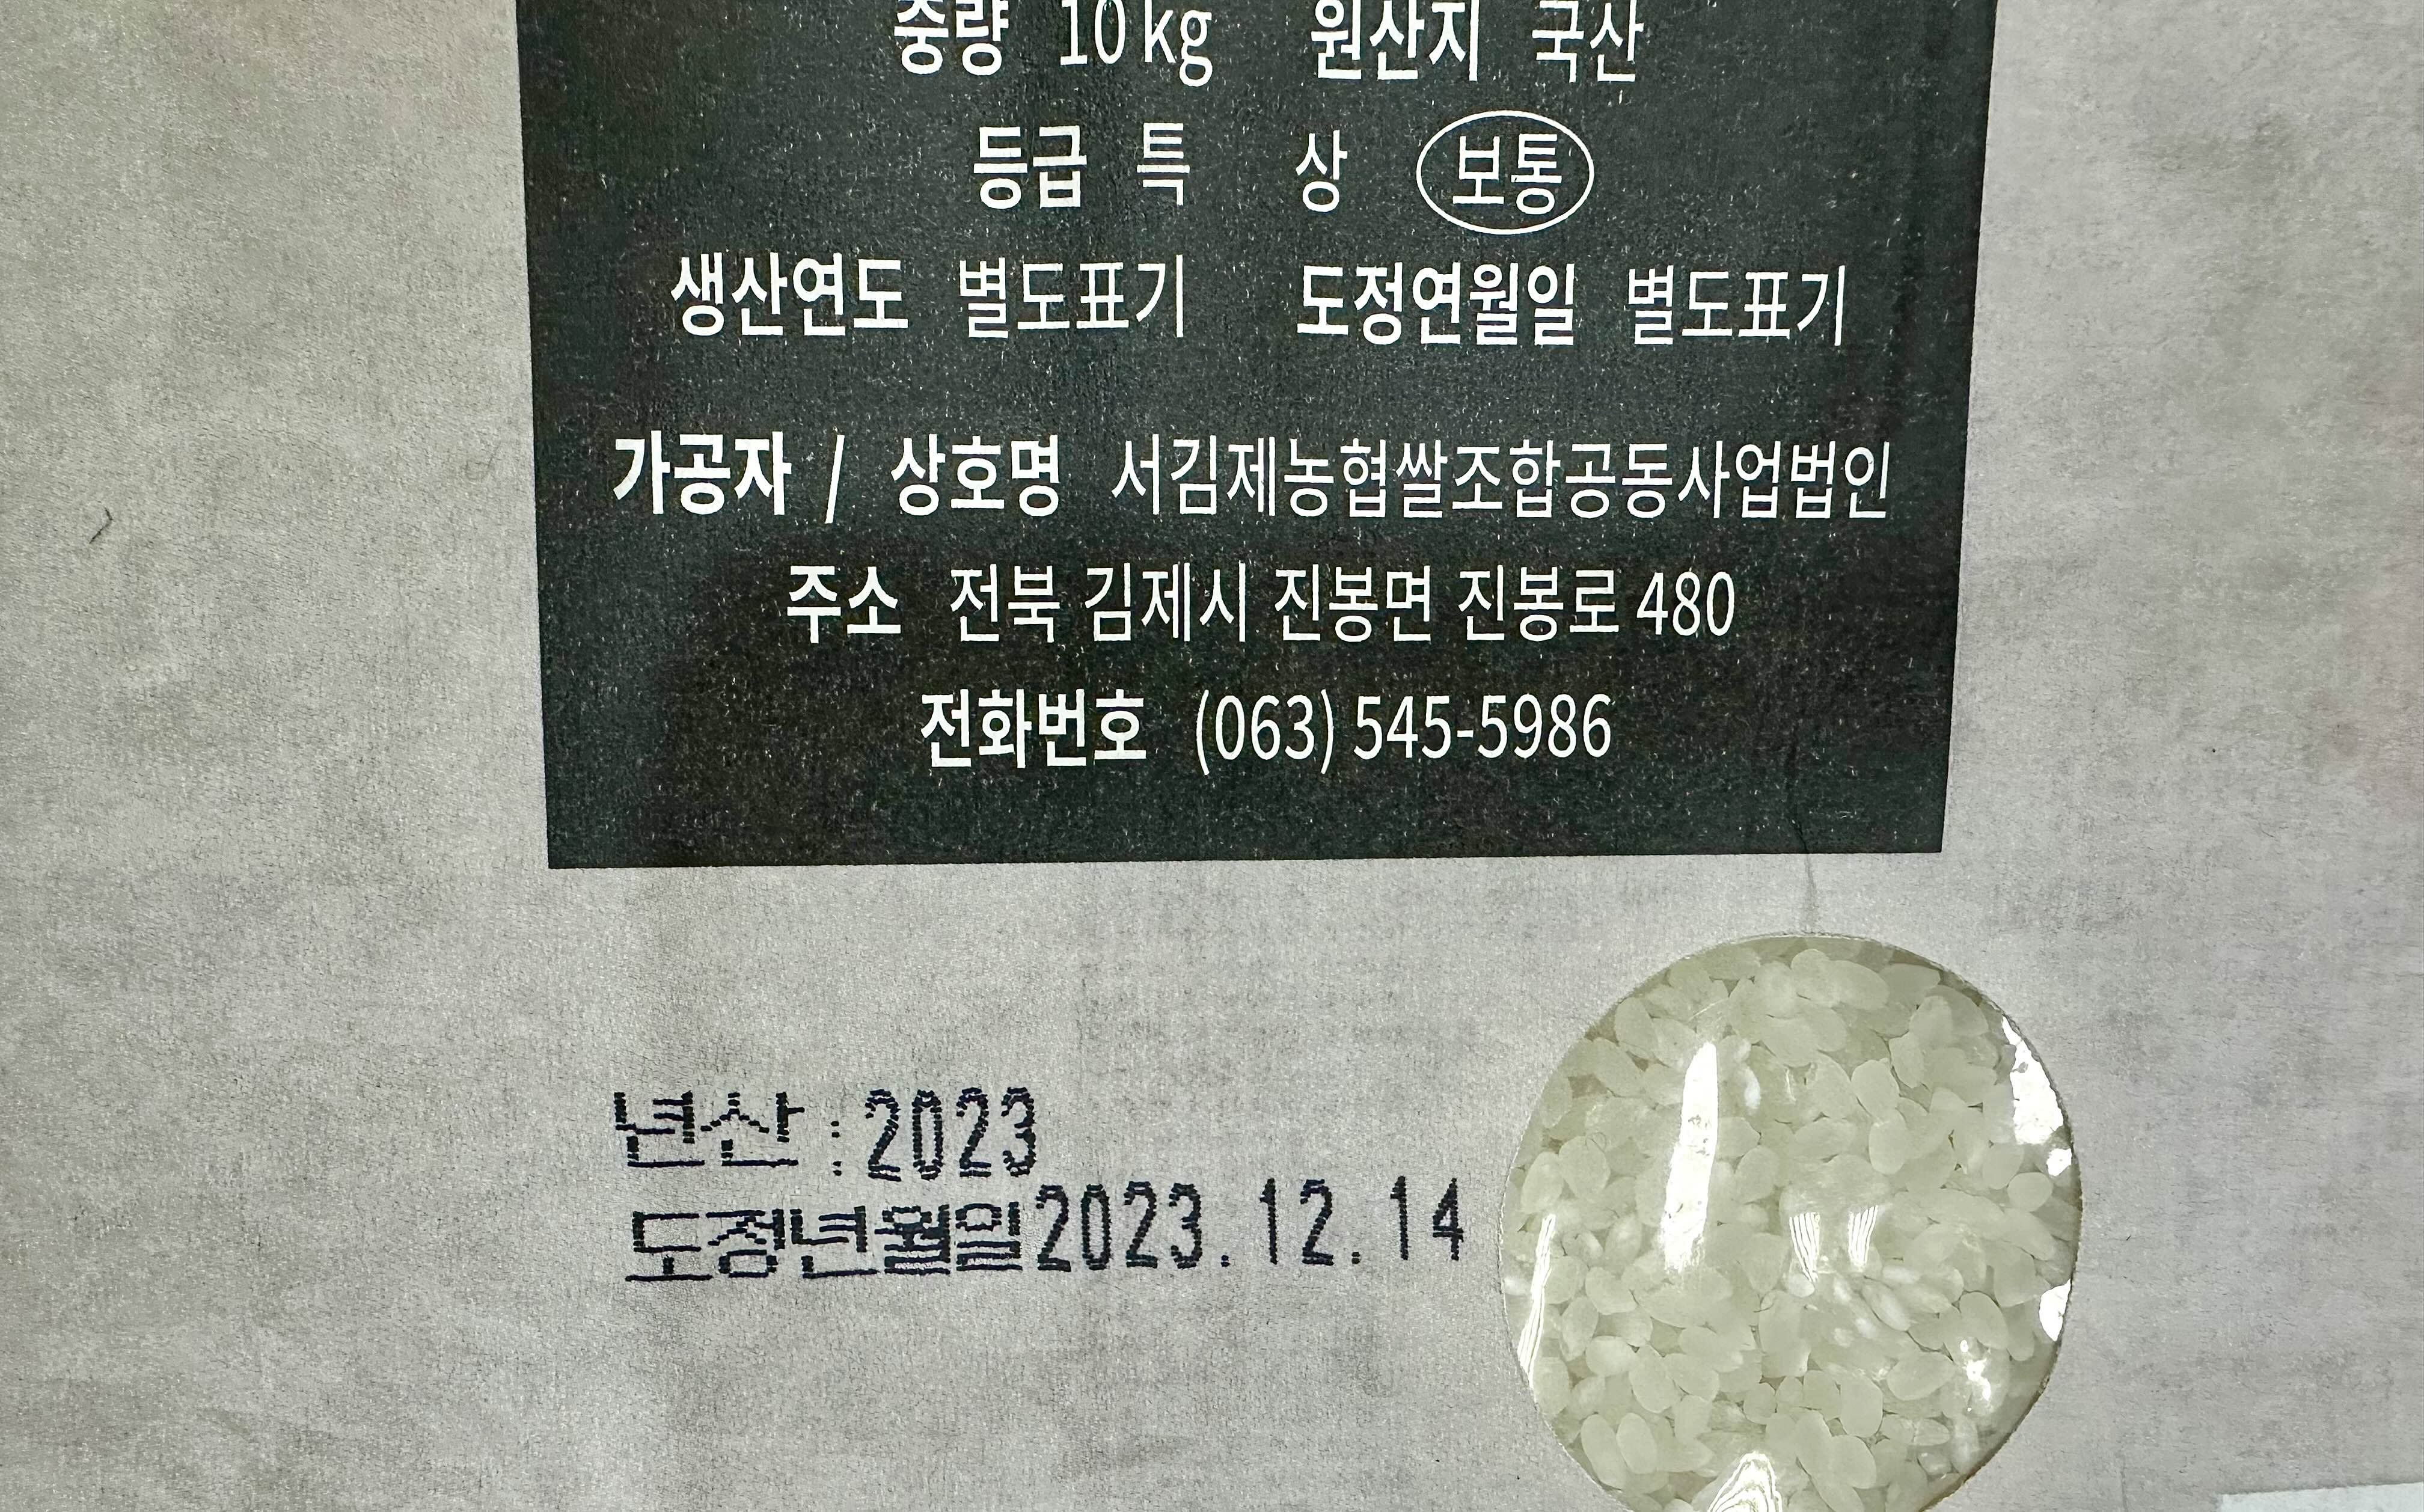 중량 10kg 원산지 국산
등급 특 상 보통
생산연도 별도표기 도정연월일 별도표기
가공자 / 상호명 서김제농협쌀조합공동사업법인
주소 전북 김제시 진봉면 진봉로 480
전화번호 (063) 545-5986
년산 : 2023
도정년월일 2023.12.14